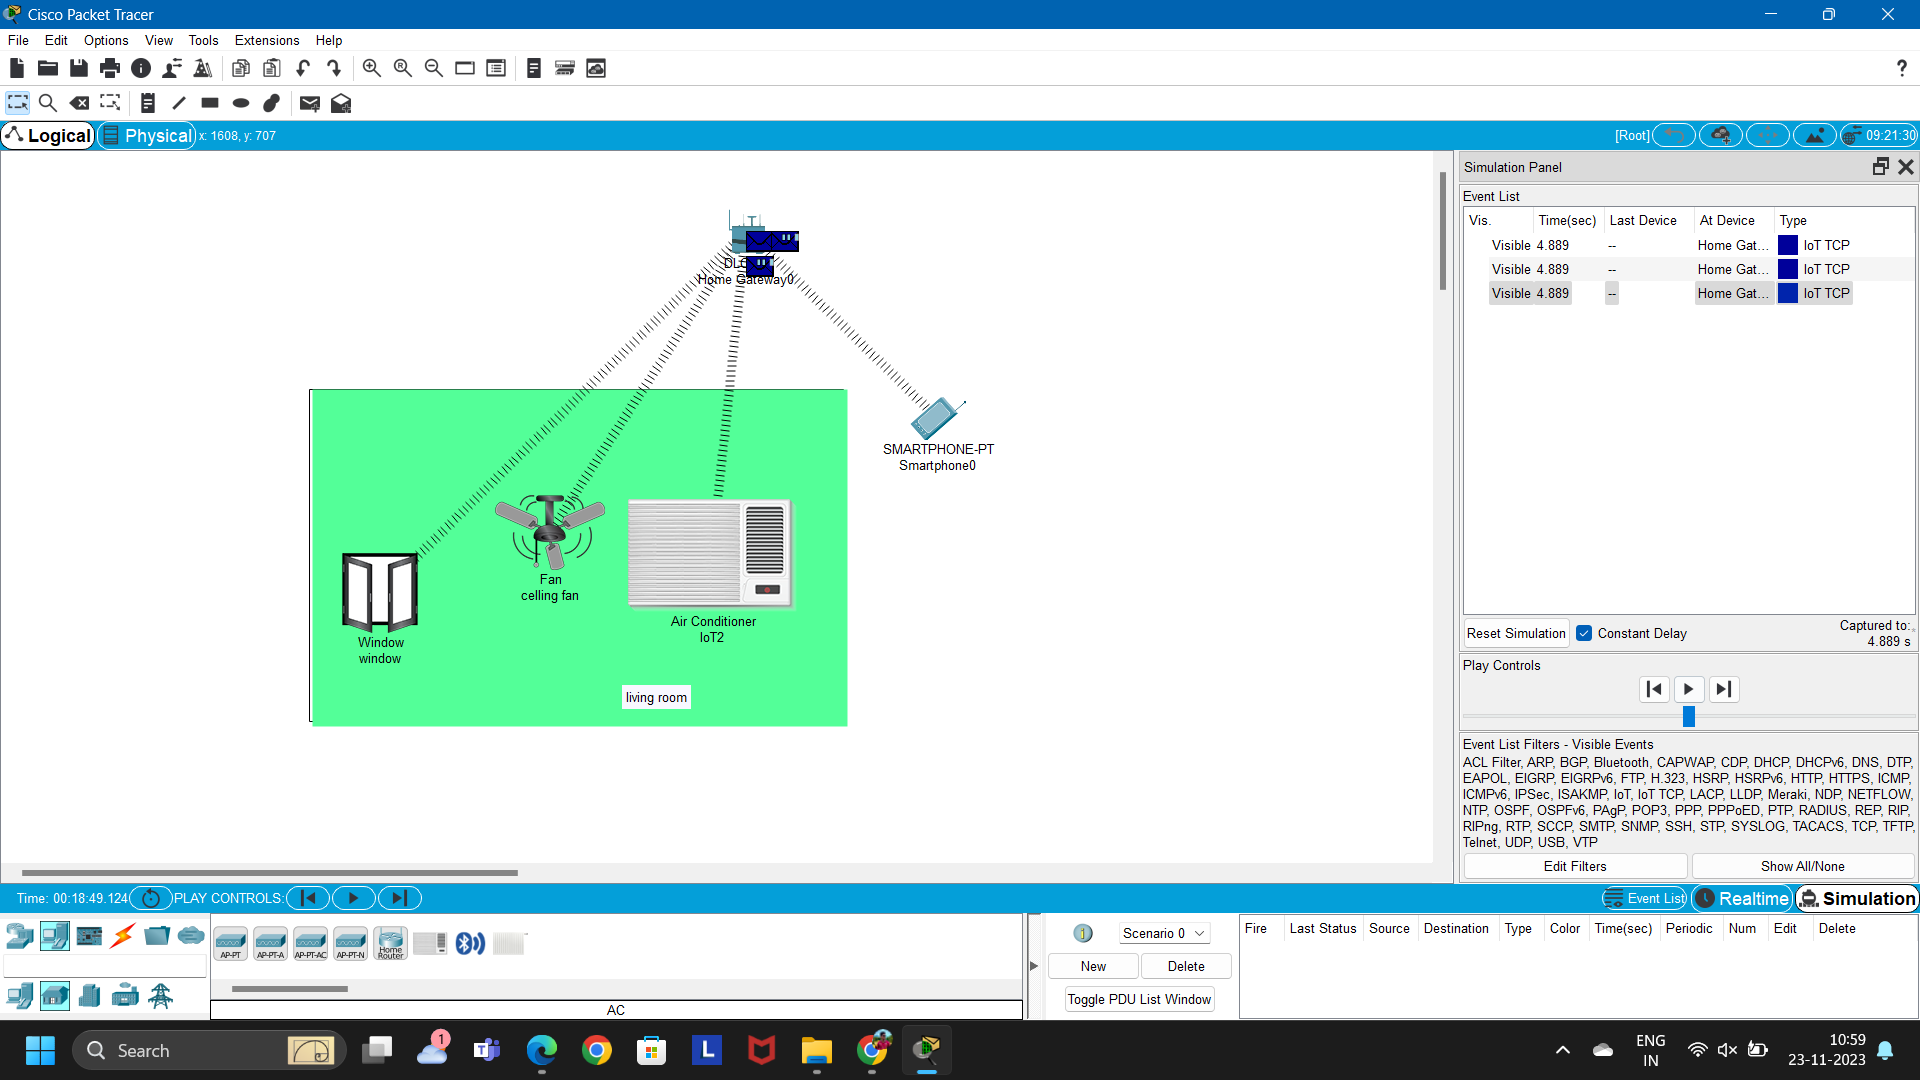 Cisco Packet Tracer
File Edit Options View Tools Extensions Help
Logical Physical x: 1608, y: 707 [Root] 09:21:30
Simulation Panel
Event List
Vis. Time(sec) Last Device At Device Type
Visible 4.889 -- Home Gat... IoT TCP
Visible 4.889 -- Home Gat... IoT TCP
Visible 4.889 -- Home Gat... IoT TCP
Home Gateway0
SMARTPHONE-PT
Smartphone0
Fan
celling fan
Air Conditioner
IoT2
Window
window
living room
Reset Simulation Constant Delay Captured to:
4.889 s
Play Controls
Event List Filters - Visible Events
ACL Filter, ARP, BGP, Bluetooth, CAPWAP, CDP, DHCP, DHCPv6, DNS, DTP,
EAPOL, EIGRP, EIGRPv6, FTP, H.323, HSRP, HSRPv6, HTTP, HTTPS, ICMP,
ICMPv6, IPSec, ISAKMP, IoT, IoT TCP, LACP, LLDP, Meraki, NDP, NETFLOW,
NTP, OSPF, OSPFv6, PAgP, POP3, PPP, PPPoED, PTP, RADIUS, REP, RIP,
RIPng, RTP, SCCP, SMTP, SNMP, SSH, STP, SYSLOG, TACACS, TCP, TFTP,
Telnet, UDP, USB, VTP
Edit Filters Show All/None
Time: 00:18:49.124 PLAY CONTROLS: Event List Realtime Simulation
AP-PT AP-PT-A AP-PT-AC AP-PT-N Home Router
AC
1 Scenario 0
New Delete
Toggle PDU List Window
Fire Last Status Source Destination Type Color Time(sec) Periodic Num Edit Delete
Search
1
L
ENG
IN
10:59
23-11-2023